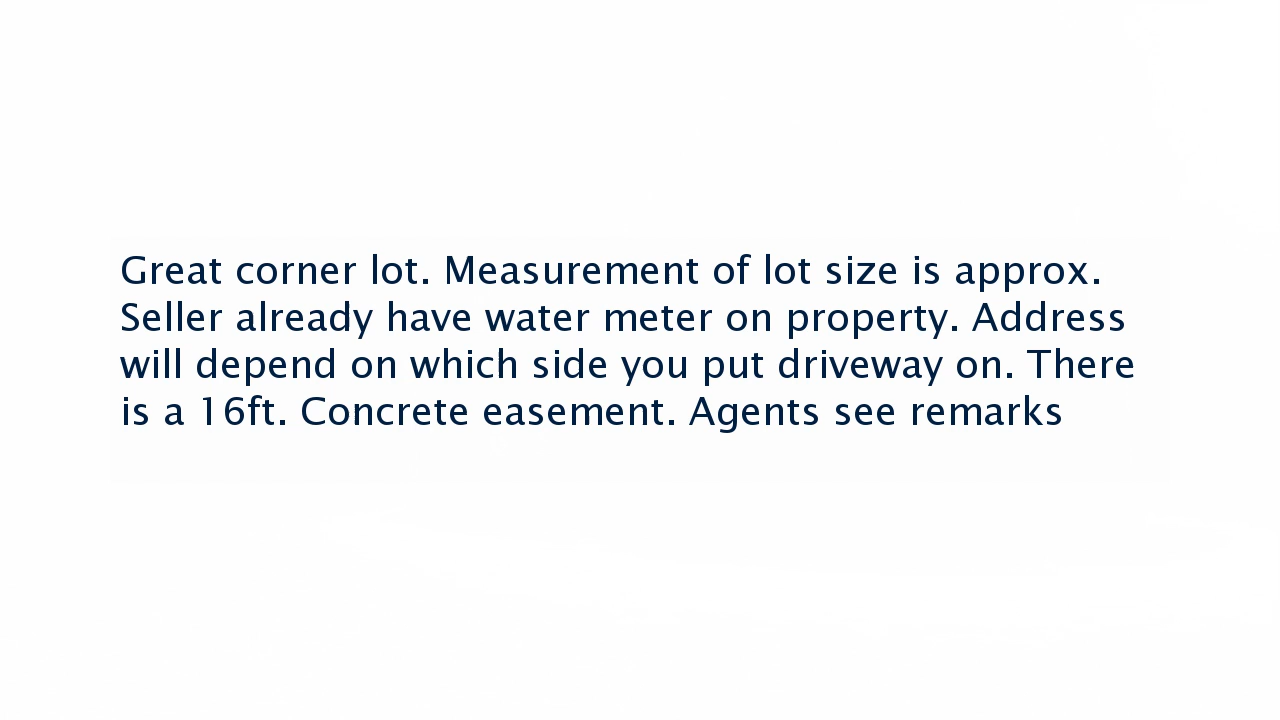 Great corner lot. Measurement of lot size is approx.
Seller already have water meter on property. Address
will depend on which side you put driveway on. There
is a 16ft. Concrete easement. Agents see remarks